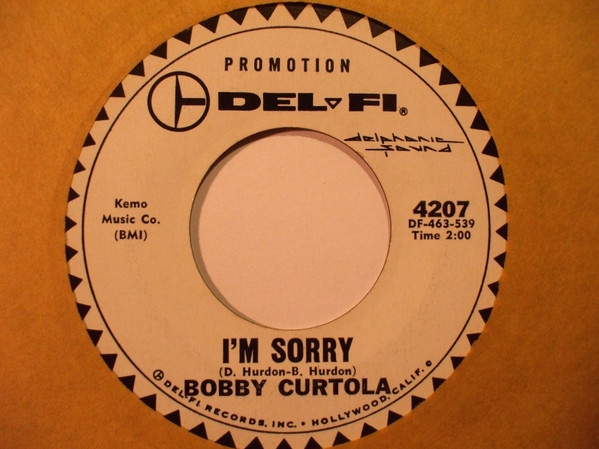 PROMOTION
DEL-FI®
delphonic
sound
Kemo
Music Co.
(BMI)
4207
DF-463-539
Time 2:00
I'M SORRY
(D. Hurdon-B. Hurdon)
BOBBY CURTOLA
© DEL-FI RECORDS, INC. • HOLLYWOOD, CALIF. ©